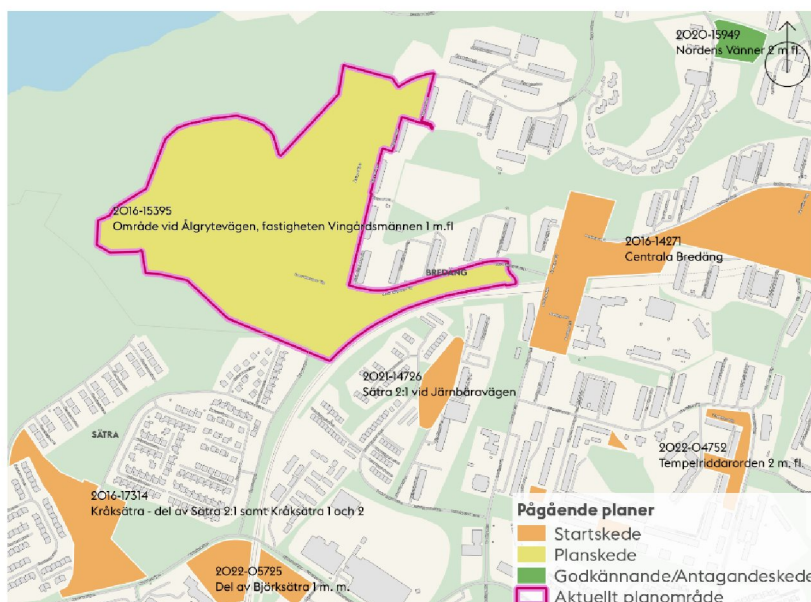 2020-15949
Nordens Vänner 2 m.fl.
2016-15395
Område vid Ålgrytevägen, fastigheten Vingårdsmännen 1 m.fl
2016-14271
Centrala Bredäng
BREDÄNG
2021-14726
Sätra 2:1 vid Järnbäravägen
SÄTRA
2022-04752
Tempelriddarorden 2 m. fl.
2016-17314
Kråksätra - del av Sätra 2:1 samt Kråksätra 1 och 2
2022-05725
Del av Björksätra 1 m. m.
Pågående planer
Startskede
Planskede
Godkännande/Antagandeskede
Aktuellt planområde